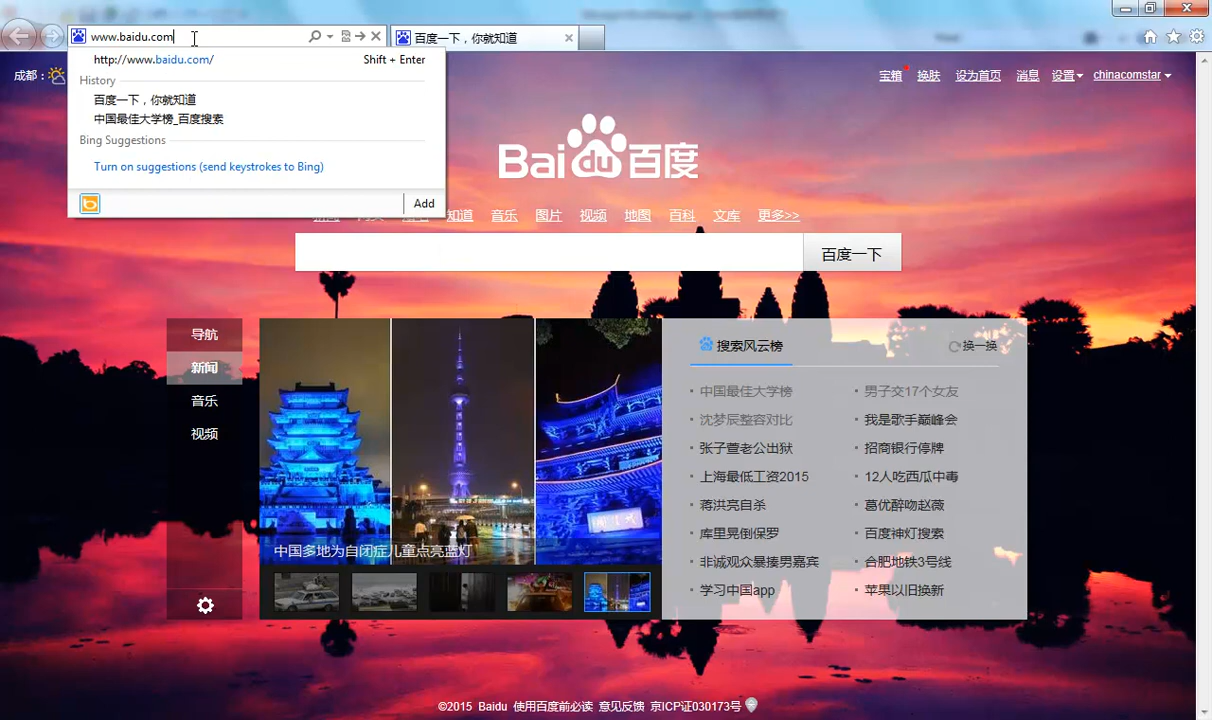 www.baidu.com
百度一下，你就知道
http://www.baidu.com/ Shift + Enter
History
百度一下，你就知道
中国最佳大学榜_百度搜索
Bing Suggestions
Turn on suggestions (send keystrokes to Bing)
Add
成都：
宝箱 换肤 设为首页 消息 设置 chinacomstar
Bai du 百度
知道 音乐 图片 视频 地图 百科 文库 更多>>
百度一下
导航
新闻
音乐
视频
中国多地为自闭症儿童点亮蓝灯
搜索风云榜 换一换
中国最佳大学榜 男子交17个女友
沈梦辰整容对比 我是歌手巅峰会
张子萱老公出狱 招商银行停牌
上海最低工资2015 12人吃西瓜中毒
蒋洪亮自杀 葛优醉吻赵薇
库里晃倒保罗 百度神灯搜索
非诚观众暴揍男嘉宾 合肥地铁3号线
学习中国app 苹果以旧换新
©2015 Baidu 使用百度前必读 意见反馈 京ICP证030173号